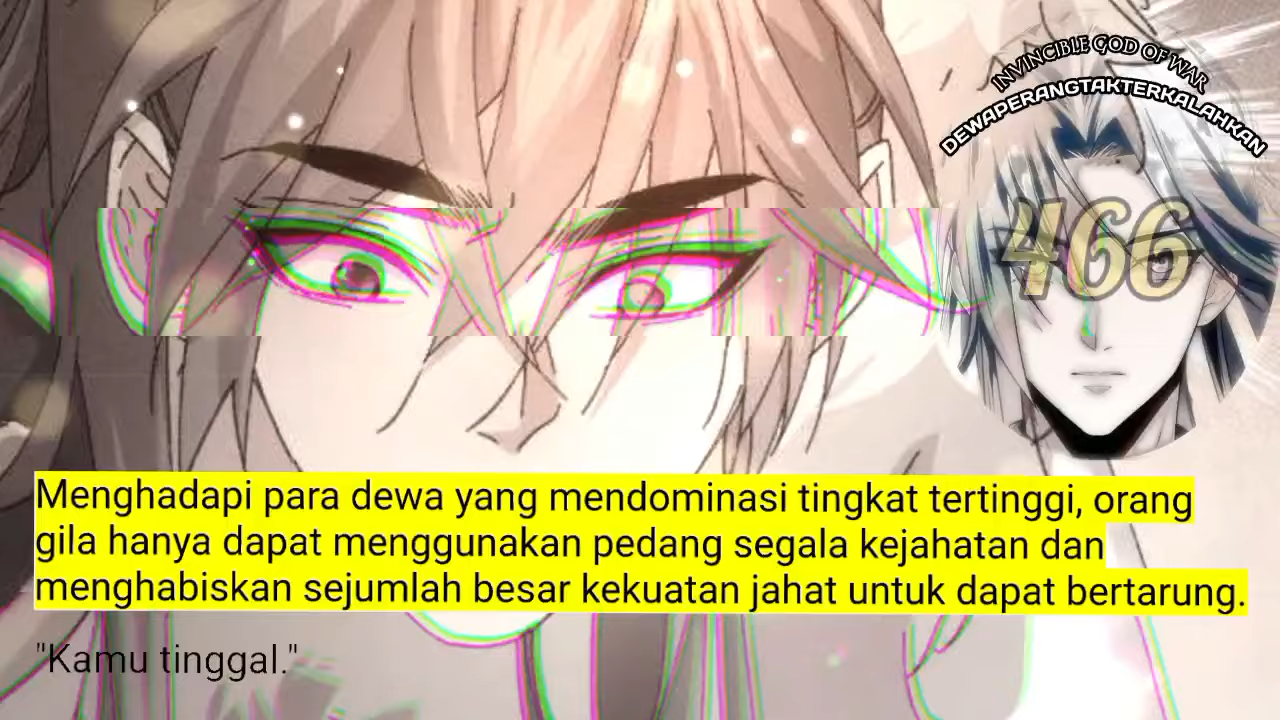 INVINCIBLE GOD OF WAR
DEWAPERANGTAKTERKALAHKAN
466
Menghadapi para dewa yang mendominasi tingkat tertinggi, orang
gila hanya dapat menggunakan pedang segala kejahatan dan
menghabiskan sejumlah besar kekuatan jahat untuk dapat bertarung.
"Kamu tinggal."